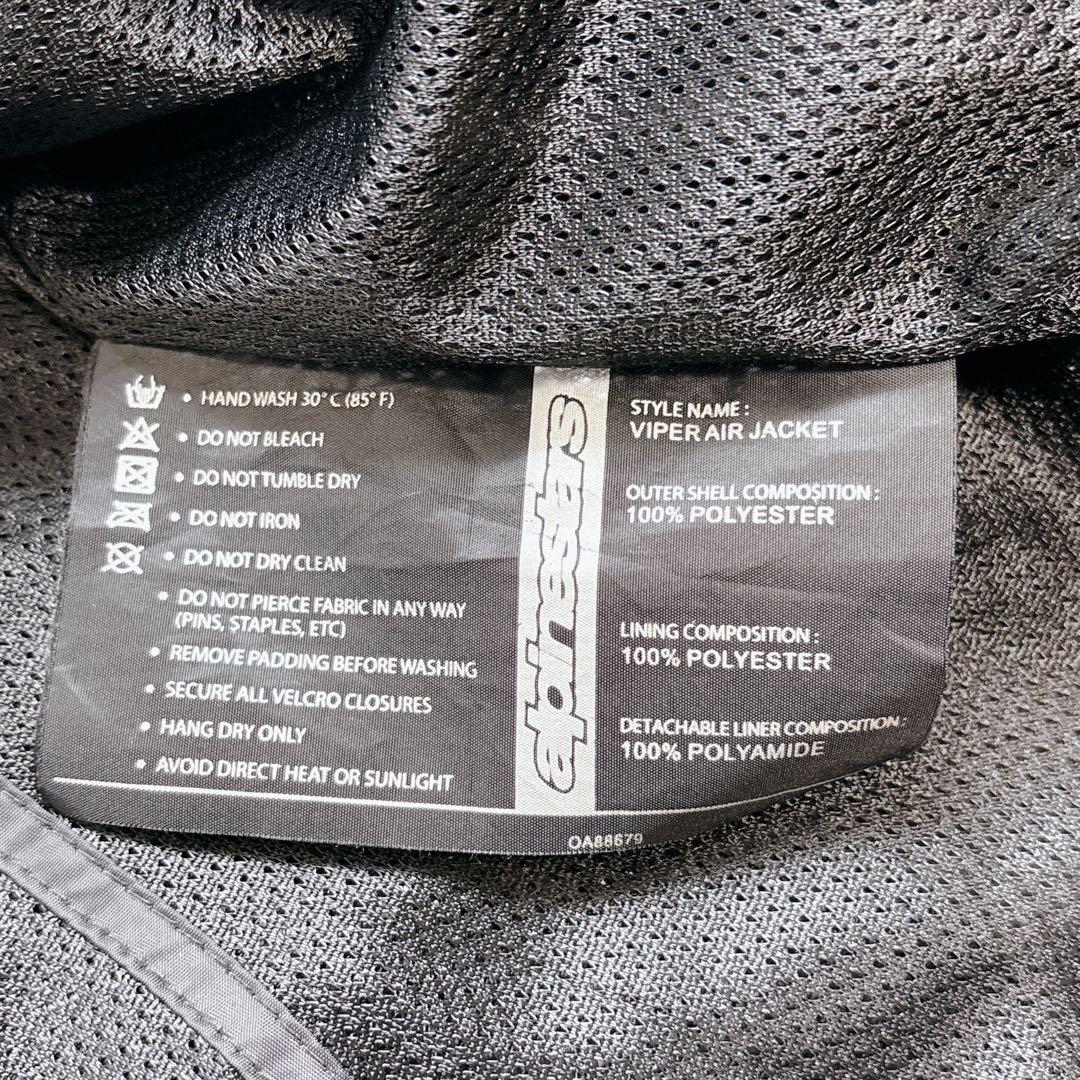 • HAND WASH 30°C (85°F)
• DO NOT BLEACH
• DO NOT TUMBLE DRY
• DO NOT IRON
• DO NOT DRY CLEAN
• DO NOT PIERCE FABRIC IN ANY WAY
(PINS, STAPLES, ETC)
• REMOVE PADDING BEFORE WASHING
• SECURE ALL VELCRO CLOSURES
• HANG DRY ONLY
• AVOID DIRECT HEAT OR SUNLIGHT
alpinestars
STYLE NAME :
VIPER AIR JACKET
OUTER SHELL COMPOSITION :
100% POLYESTER
LINING COMPOSITION :
100% POLYESTER
DETACHABLE LINER COMPOSITION :
100% POLYAMIDE
OA88679